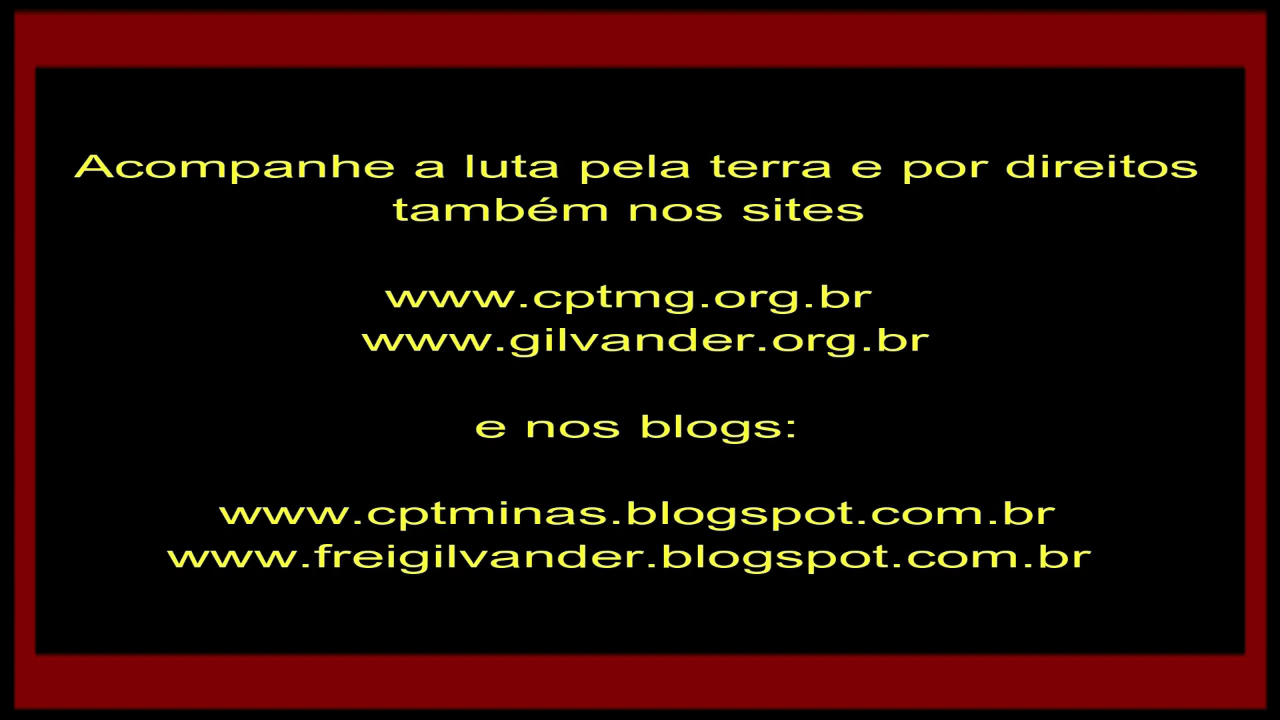 Acompanhe a luta pela terra e por direitos
também nos sites
www.cptmg.org.br
www.gilvander.org.br
e nos blogs:
www.cptminas.blogspot.com.br
www.freigilvander.blogspot.com.br